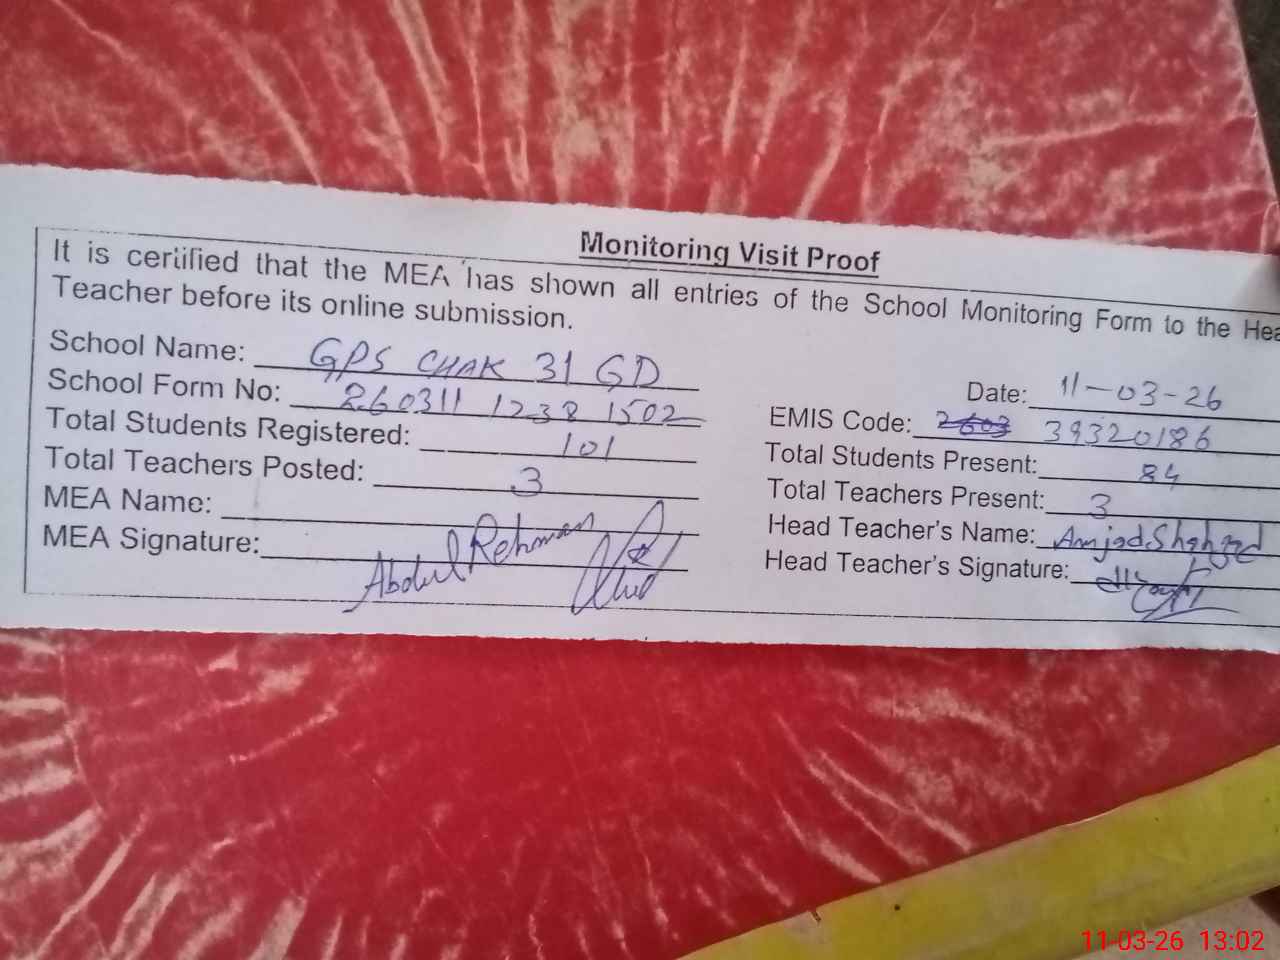 Monitoring Visit Proof
It is certified that the MEA has shown all entries of the School Monitoring Form to the Hea
Teacher before its online submission.
School Name: GPS CHAK 31 GD
Date: 11-03-26
School Form No: 260311 1238 1502
EMIS Code: 2603 39320186
Total Students Registered: 101
Total Students Present: 84
Total Teachers Posted: 3
Total Teachers Present: 3
MEA Name: Abdul Rehman
Head Teacher's Name: Amjad Shahzad
MEA Signature:
Head Teacher's Signature:
11-03-26 13:02